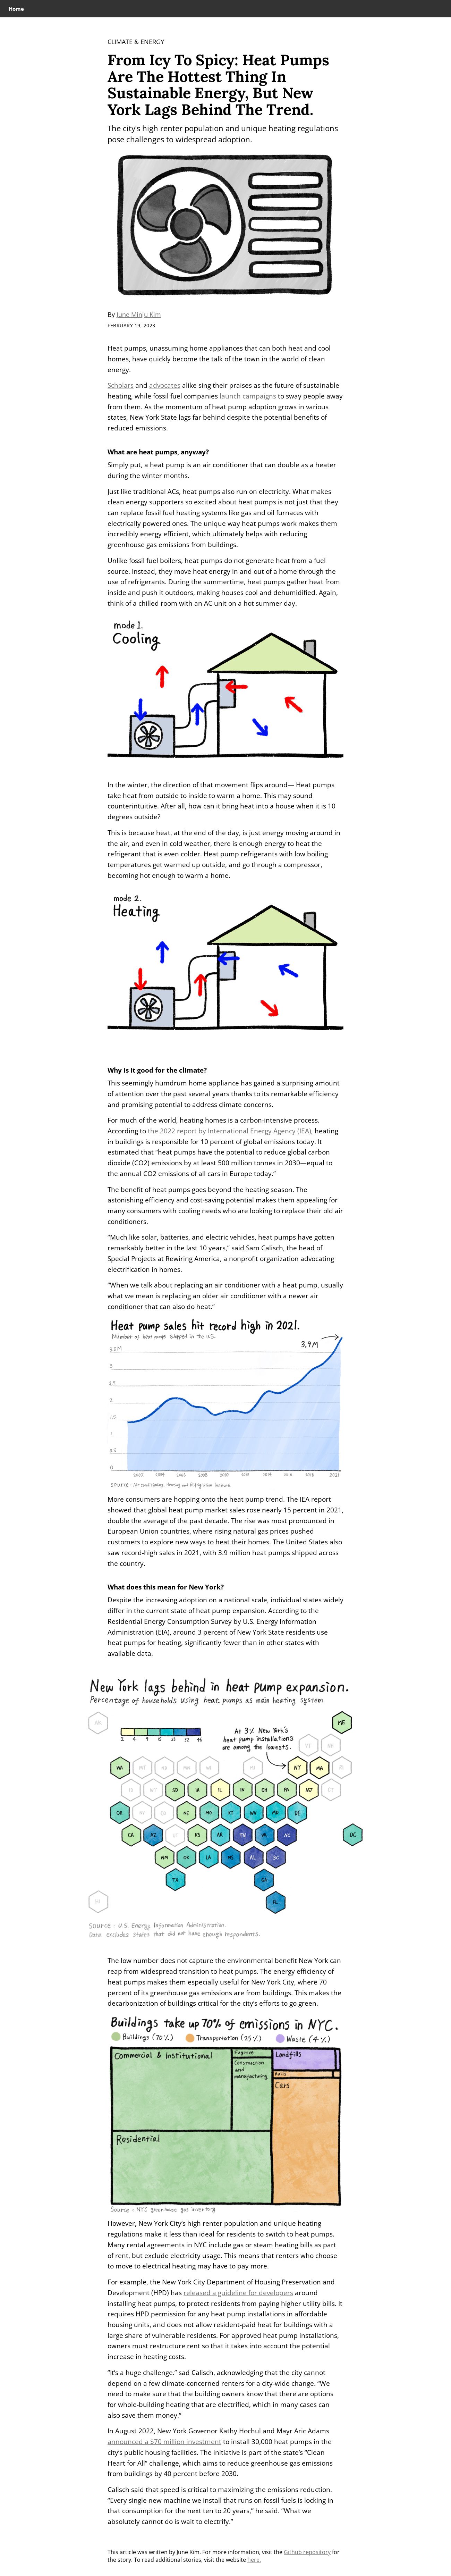 Home
CLIMATE & ENERGY
From Icy To Spicy: Heat Pumps
Are The Hottest Thing In
Sustainable Energy, But New
York Lags Behind The Trend.
The city's high renter population and unique heating regulations
pose challenges to widespread adoption.
By June Minju Kim
FEBRUARY 19, 2023
Heat pumps, unassuming home appliances that can both heat and cool
homes, have quickly become the talk of the town in the world of clean
energy.
Scholars and advocates alike sing their praises as the future of sustainable
heating, while fossil fuel companies launch campaigns to sway people away
from them. As the momentum of heat pump adoption grows in various
states, New York State lags far behind despite the potential benefits of
reduced emissions.
What are heat pumps, anyway?
Simply put, a heat pump is an air conditioner that can double as a heater
during the winter months.
Just like traditional ACs, heat pumps also run on electricity. What makes
clean energy supporters so excited about heat pumps is not just that they
can replace fossil fuel heating systems like gas and oil furnaces with
electrically powered ones. The unique way heat pumps work makes them
incredibly energy efficient, which ultimately helps with reducing
greenhouse gas emissions from buildings.
Unlike fossil fuel boilers, heat pumps do not generate heat from a fuel
source. Instead, they move heat energy in and out of a home through the
use of refrigerants. During the summertime, heat pumps gather heat from
inside and push it outdoors, making houses cool and dehumidified. Again,
think of a chilled room with an AC unit on a hot summer day.
mode 1.
Cooling
In the winter, the direction of that movement flips around— Heat pumps
take heat from outside to inside to warm a home. This may sound
counterintuitive. After all, how can it bring heat into a house when it is 10
degrees outside?
This is because heat, at the end of the day, is just energy moving around in
the air, and even in cold weather, there is enough energy to heat the
refrigerant that is even colder. Heat pump refrigerants with low boiling
temperatures get warmed up outside, and go through a compressor,
becoming hot enough to warm a home.
mode 2.
Heating
Why is it good for the climate?
This seemingly humdrum home appliance has gained a surprising amount
of attention over the past several years thanks to its remarkable efficiency
and promising potential to address climate concerns.
For much of the world, heating homes is a carbon-intensive process.
According to the 2022 report by International Energy Agency (IEA), heating
in buildings is responsible for 10 percent of global emissions today. It
estimated that "heat pumps have the potential to reduce global carbon
dioxide (CO2) emissions by at least 500 million tonnes in 2030—equal to
the annual CO2 emissions of all cars in Europe today."
The benefit of heat pumps goes beyond the heating season. The
astonishing efficiency and cost-saving potential makes them appealing for
many consumers with cooling needs who are looking to replace their old air
conditioners.
"Much like solar, batteries, and electric vehicles, heat pumps have gotten
remarkably better in the last 10 years," said Sam Calisch, the head of
Special Projects at Rewiring America, a nonprofit organization advocating
electrification in homes.
"When we talk about replacing an air conditioner with a heat pump, usually
what we mean is replacing an older air conditioner with a newer air
conditioner that can also do heat."
Heat pump sales hit record high in 2021.
Number of heat pumps shipped in the U.S.
3.9M
3.5M
3
2.5
2
1.5
1
0.5
0
2002 2004 2006 2008 2010 2012 2014 2016 2018 2021
Source: Air Conditioning, Heating and Refrigeration Institute
More consumers are hopping onto the heat pump trend. The IEA report
showed that global heat pump market sales rose nearly 15 percent in 2021,
double the average of the past decade. The rise was most pronounced in
European Union countries, where rising natural gas prices pushed
customers to explore new ways to heat their homes. The United States also
saw record-high sales in 2021, with 3.9 million heat pumps shipped across
the country.
What does this mean for New York?
Despite the increasing adoption on a national scale, individual states widely
differ in the current state of heat pump expansion. According to the
Residential Energy Consumption Survey by U.S. Energy Information
Administration (EIA), around 3 percent of New York State residents use
heat pumps for heating, significantly fewer than in other states with
available data.
New York lags behind in heat pump expansion.
Percentage of households using heat pumps as main heating system.
ME
At 3% New York's
heat pump installations
are among the lowests.
WA NY MA
SD IA IL IN OH PA NJ
OR NE MO KY WV MD DE
CA AZ AR TN VA NC DC
NM OK LA MS AL SC
TX GA
FL
Source: U.S. Energy Information Administration
Data excludes states that did not have enough respondents.
The low number does not capture the environmental benefit New York can
reap from widespread transition to heat pumps. The energy efficiency of
heat pumps makes them especially useful for New York City, where 70
percent of its greenhouse gas emissions are from buildings. This makes the
decarbonization of buildings critical for the city's efforts to go green.
Buildings take up 70% of emissions in NYC.
Buildings (70%) Transportation (25%) Waste (4%)
Commercial & Institutional
Fugitive
Construction
and
manufacturing
Landfills
Cars
Residential
Source: NYC greenhouse gas inventory
However, New York City's high renter population and unique heating
regulations make it less than ideal for residents to switch to heat pumps.
Many rental agreements in NYC include gas or steam heating bills as part
of rent, but exclude electricity usage. This means that renters who choose
to move to electrical heating may have to pay more.
For example, the New York City Department of Housing Preservation and
Development (HPD) has released a guideline for developers around
installing heat pumps, to protect residents from paying higher utility bills. It
requires HPD permission for any heat pump installations in affordable
housing units, and does not allow resident-paid heat for buildings with a
large share of vulnerable residents. For approved heat pump installations,
owners must restructure rent so that it takes into account the potential
increase in heating costs.
"It's a huge challenge." sad Calisch, acknowledging that the city cannot
depend on a few climate-concerned renters for a city-wide change. "We
need to make sure that the building owners know that there are options
for whole-building heating that are electrified, which in many cases can
also save them money."
In August 2022, New York Governor Kathy Hochul and Mayr Aric Adams
announced a $70 million investment to install 30,000 heat pumps in the
city's public housing facilities. The initiative is part of the state's "Clean
Heart for All" challenge, which aims to reduce greenhouse gas emissions
from buildings by 40 percent before 2030.
Calisch said that speed is critical to maximizing the emissions reduction.
"Every single new machine we install that runs on fossil fuels is locking in
that consumption for the next ten to 20 years," he said. "What we
absolutely cannot do is wait to electrify."
This article was written by June Kim. For more information, visit the Github repository for
the story. To read additional stories, visit the website here.